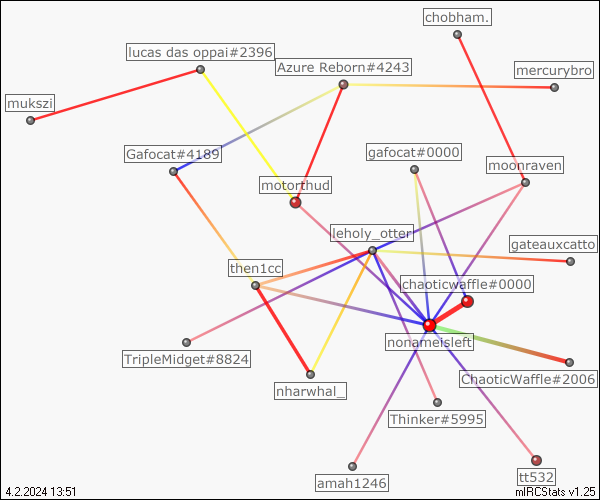 chobham.
lucas das oppai#2396
Azure Reborn#4243
mercurybro
mukszi
Gafocat#4189
gafocat#0000
moonraven
motorthud
leholy_otter
gateauxcatto
then1cc
chaoticwaffle#0000
nonameisleft
TripleMidget#8824
ChaoticWaffle#2006
nharwhal_
Thinker#5995
amah1246
tt532
4.2.2024 13:51
mIRCStats v1.25